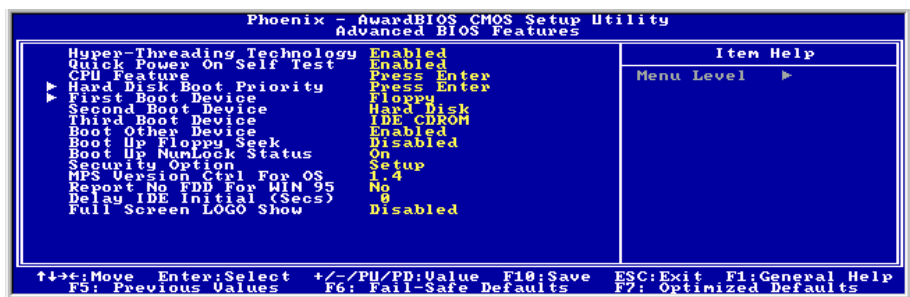 Phoenix - AwardBIOS CMOS Setup Utility
Advanced BIOS Features
Hyper-Threading Technology Enabled
Quick Power On Self Test Enabled
CPU Feature Press Enter
▶ Hard Disk Boot Priority Press Enter
▶ First Boot Device Floppy
Second Boot Device Hard Disk
Third Boot Device IDE CDROM
Boot Other Device Enabled
Boot Up Floppy Seek Disabled
Boot Up NumLock Status On
Security Option Setup
MPS Version Ctrl For OS 1.4
Report No FDD For WIN 95 No
Delay IDE Initial (Secs) 0
Full Screen LOGO Show Disabled
Item Help
Menu Level ▶
↑↓→←:Move Enter:Select +/-/PU/PD:Value F10:Save ESC:Exit F1:General Help
F5: Previous Values F6: Fail-Safe Defaults F7: Optimized Defaults